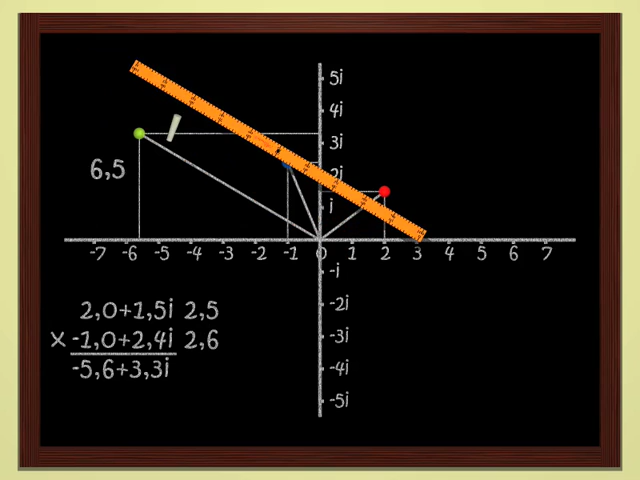 5i
4i
3i
2i
i
6,5
-7 -6 -5 -4 -3 -2 -1 0 1 2 3 4 5 6 7
-i
-2i
-3i
-4i
-5i
2,0+1,5i 2,5
x -1,0+2,4i 2,6
-5,6+3,3i